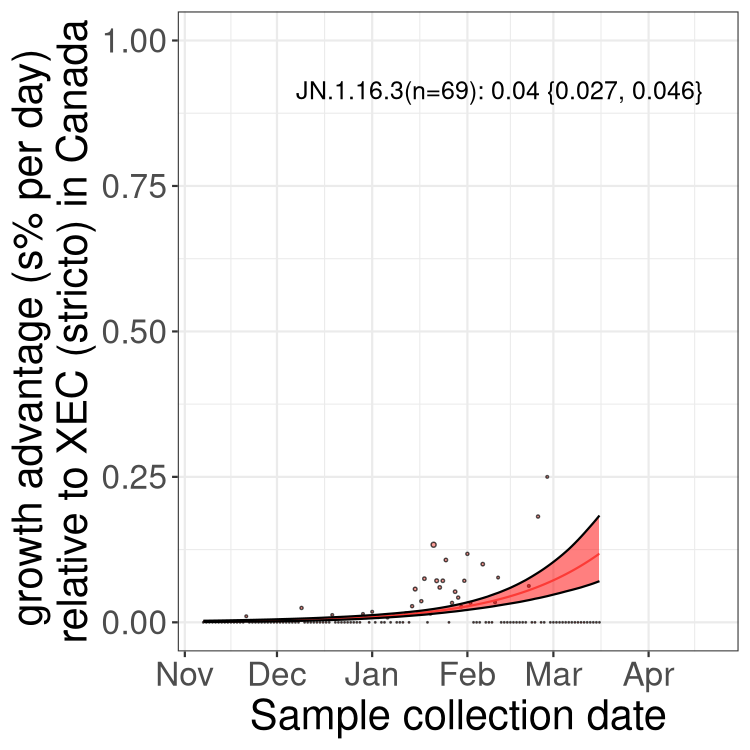 growth advantage (s% per day)
relative to XEC (stricto) in Canada
1.00
0.75
0.50
0.25
0.00
JN.1.16.3(n=69): 0.04 {0.027, 0.046}
Nov Dec Jan Feb Mar Apr
Sample collection date